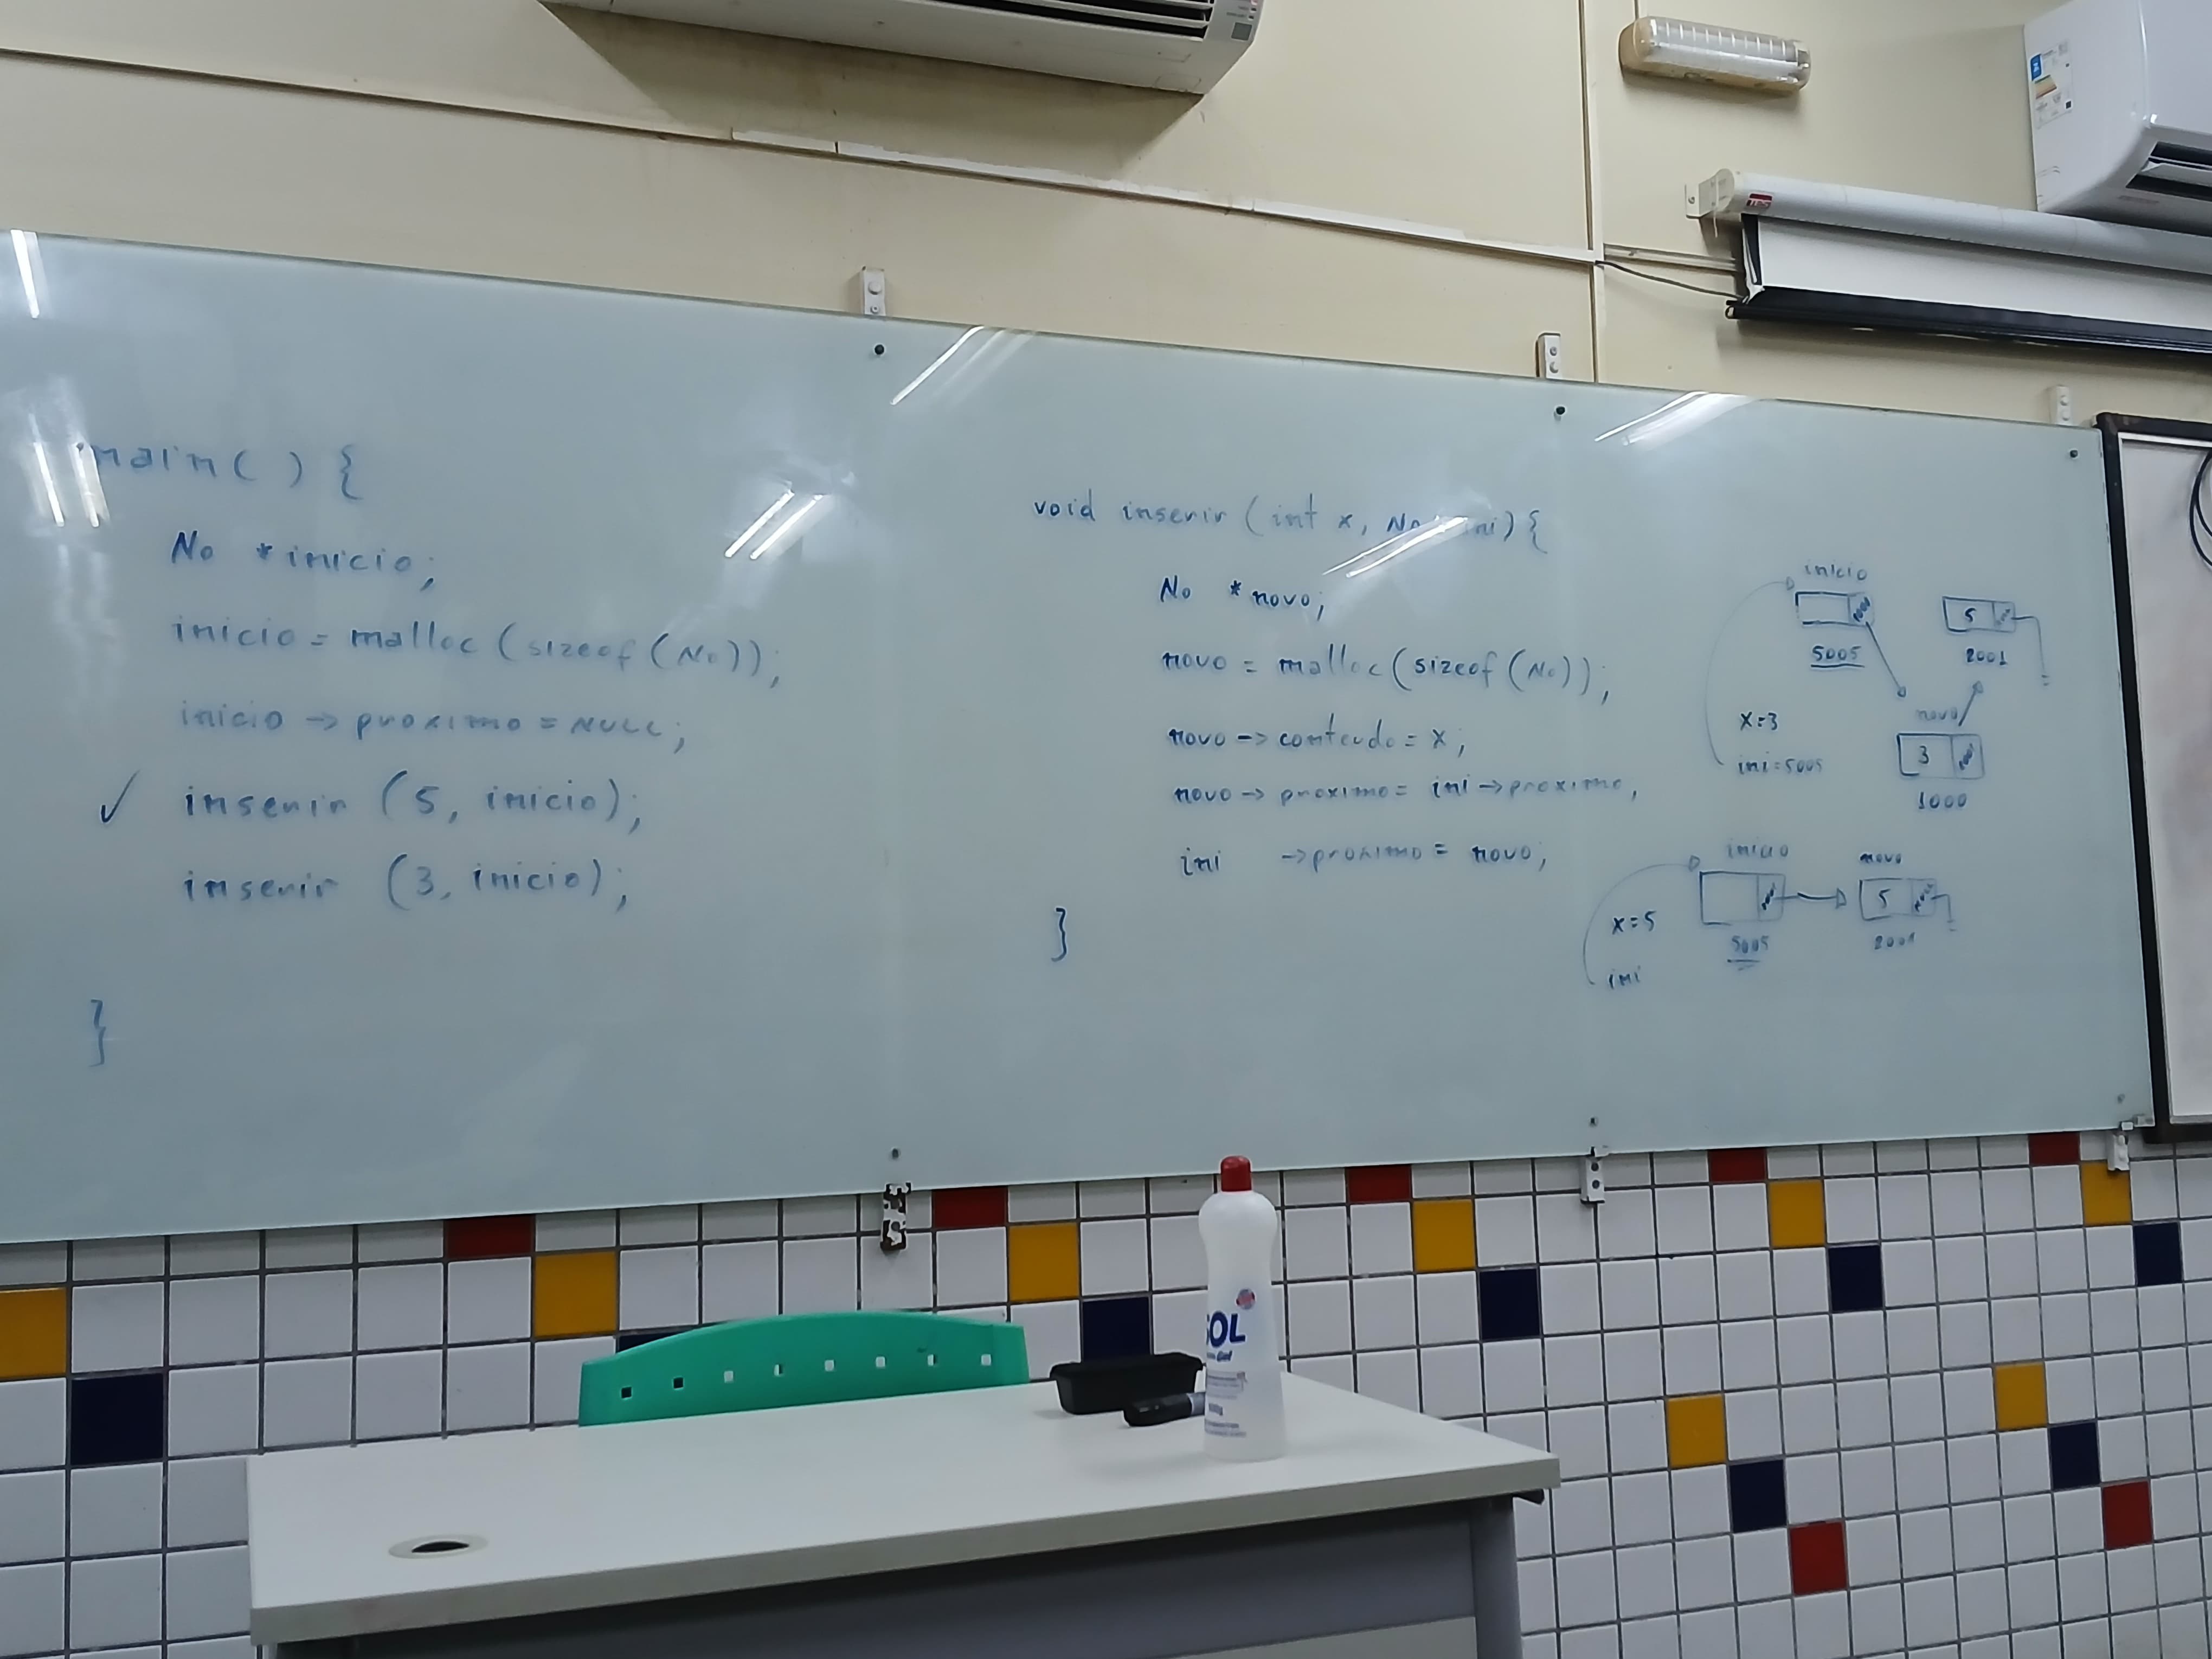 main( ) {
No *inicio;
inicio = malloc (sizeof (No));
inicio -> proximo = NULL;
✓ inserir (5, inicio);
inserir (3, inicio);
}
void inserir (int x, No ini) {
No *novo;
novo = malloc (sizeof (No));
novo -> conteudo = x;
novo -> proximo = ini -> proximo,
ini -> proximo = novo;
}
inicio
5
5005
2001
x=3
novo
ini=5005
3
1000
inicio
novo
5
x=5
5005
2001
ini
SOL